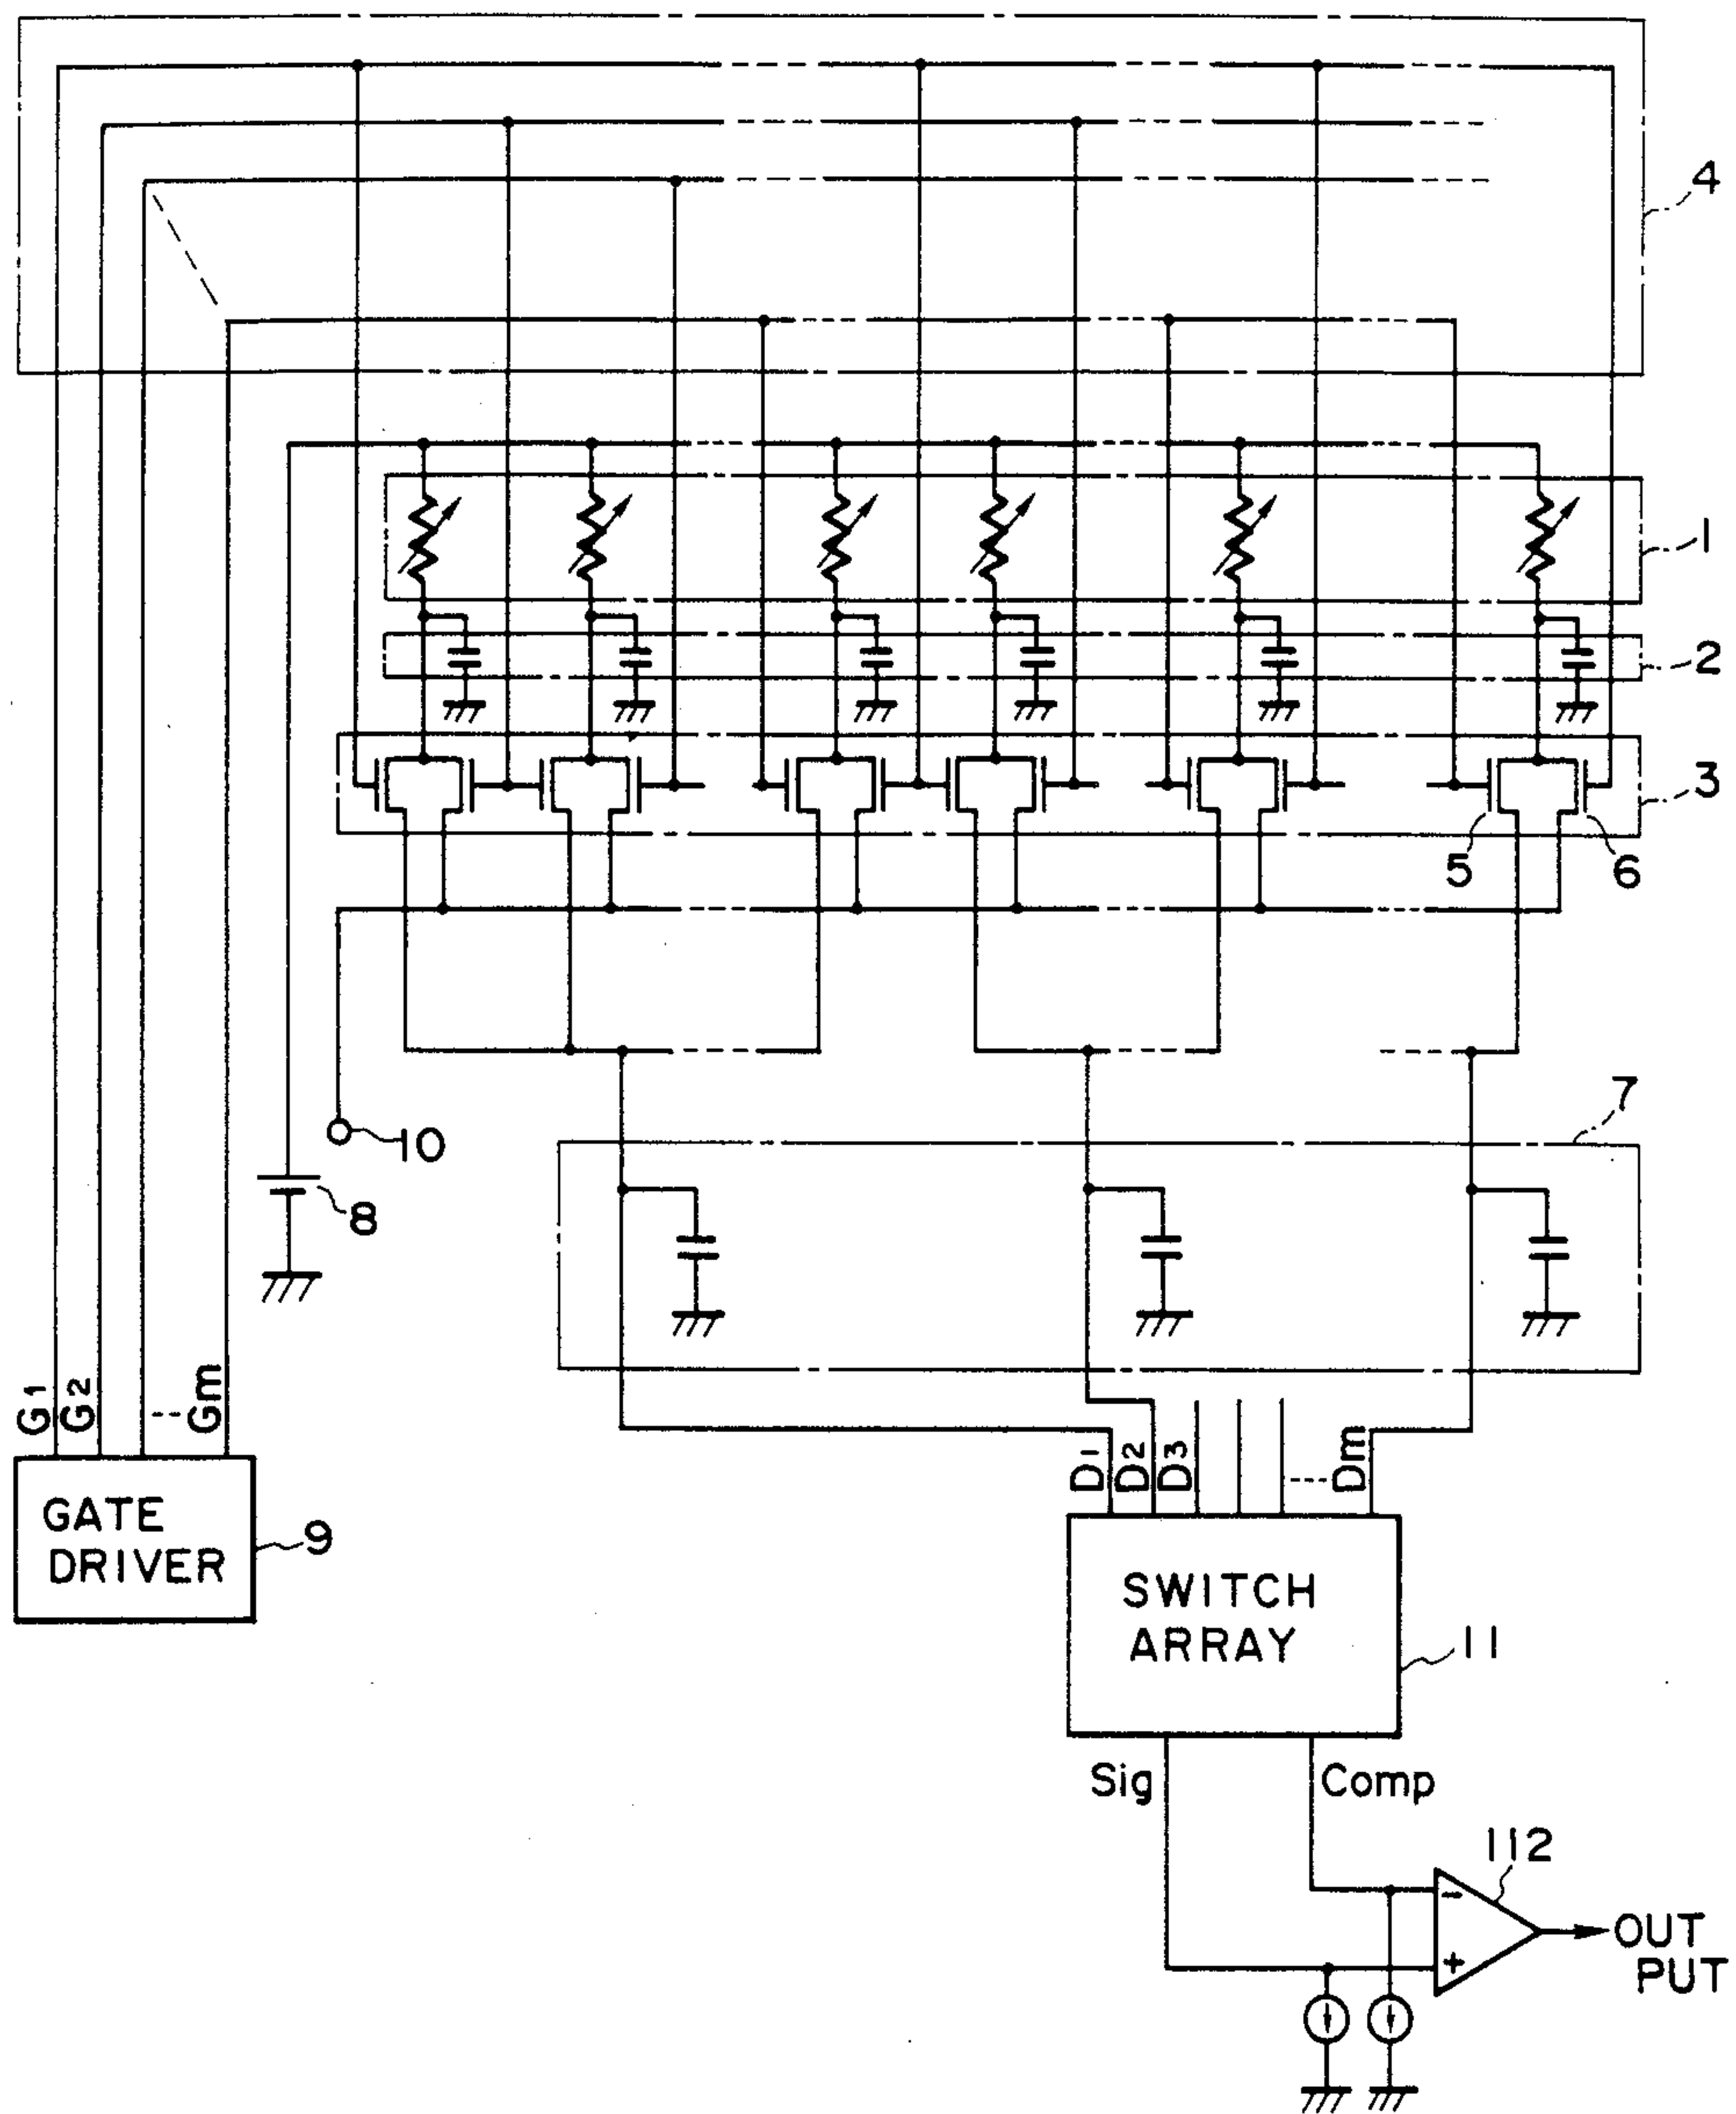 4
1
2
3
5
6
7
10
8
G1
G2
---Gm
D1
D2
D3
---Dm
GATE
DRIVER
9
SWITCH
ARRAY
11
Sig
Comp
112
-
+
OUT
PUT